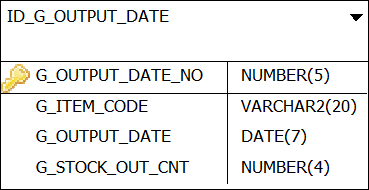 ID_G_OUTPUT_DATE
G_OUTPUT_DATE_NO NUMBER(5)
G_ITEM_CODE VARCHAR2(20)
G_OUTPUT_DATE DATE(7)
G_STOCK_OUT_CNT NUMBER(4)